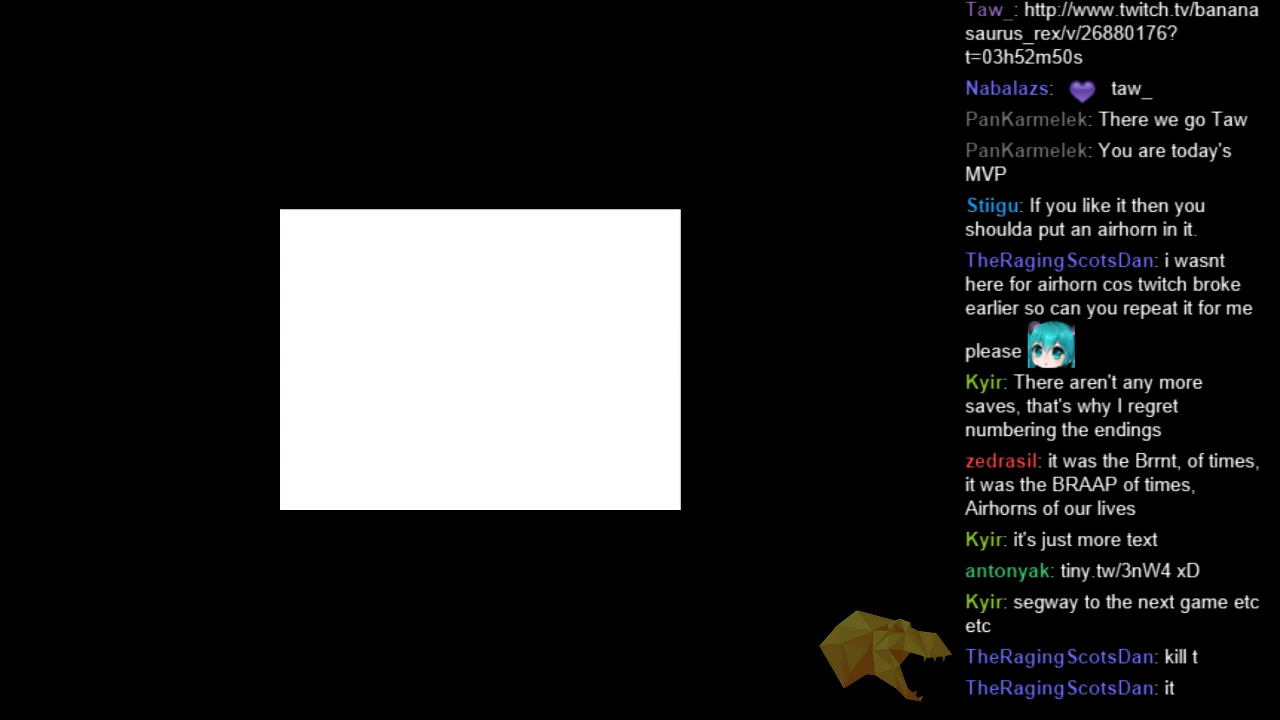 Taw_: http://www.twitch.tv/banana
saurus_rex/v/26880176?
t=03h52m50s
Nabalazs: taw_
PanKarmelek: There we go Taw
PanKarmelek: You are today's
MVP
Stiigu: If you like it then you
shoulda put an airhorn in it.
TheRagingScotsDan: i wasnt
here for airhorn cos twitch broke
earlier so can you repeat it for me
please
Kyir: There aren't any more
saves, that's why I regret
numbering the endings
zedrasil: it was the Brrnt, of times,
it was the BRAAP of times,
Airhorns of our lives
Kyir: it's just more text
antonyak: tiny.tw/3nW4 xD
Kyir: segway to the next game etc
etc
TheRagingScotsDan: kill t
TheRagingScotsDan: it